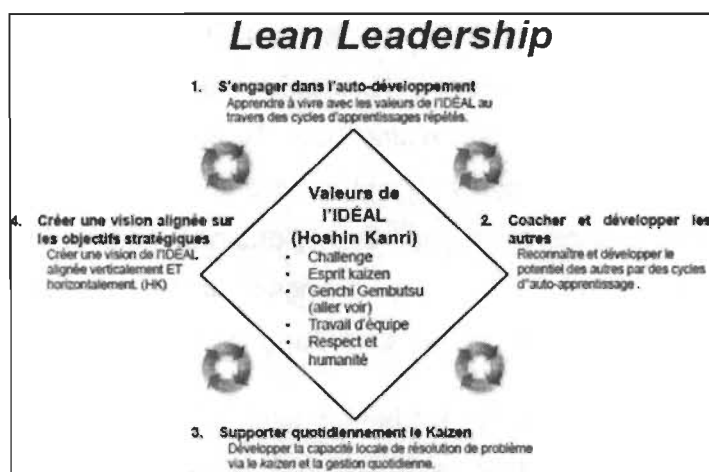 Lean Leadership
1. S'engager dans l'auto-développement
Apprendre à vivre avec les valeurs de l'IDÉAL au
travers des cycles d'apprentissages répétés.
Valeurs de
l'IDÉAL
(Hoshin Kanri)
• Challenge
• Esprit kaizen
• Genchi Gembutsu
(aller voir)
• Travail d'équipe
• Respect et
humanité
4. Créer une vision alignée sur
les objectifs stratégiques
Créer une vision de l'IDÉAL
alignée verticalement ET
horizontalement. (HK)
2. Coacher et développer les
autres
Reconnaître et développer le
potentiel des autres par des cycles
d'’auto-apprentissage .
3. Supporter quotidiennement le Kaizen
Développer la capacité locale de résolution de problème
via le kaizen et la gestion quotidienne.